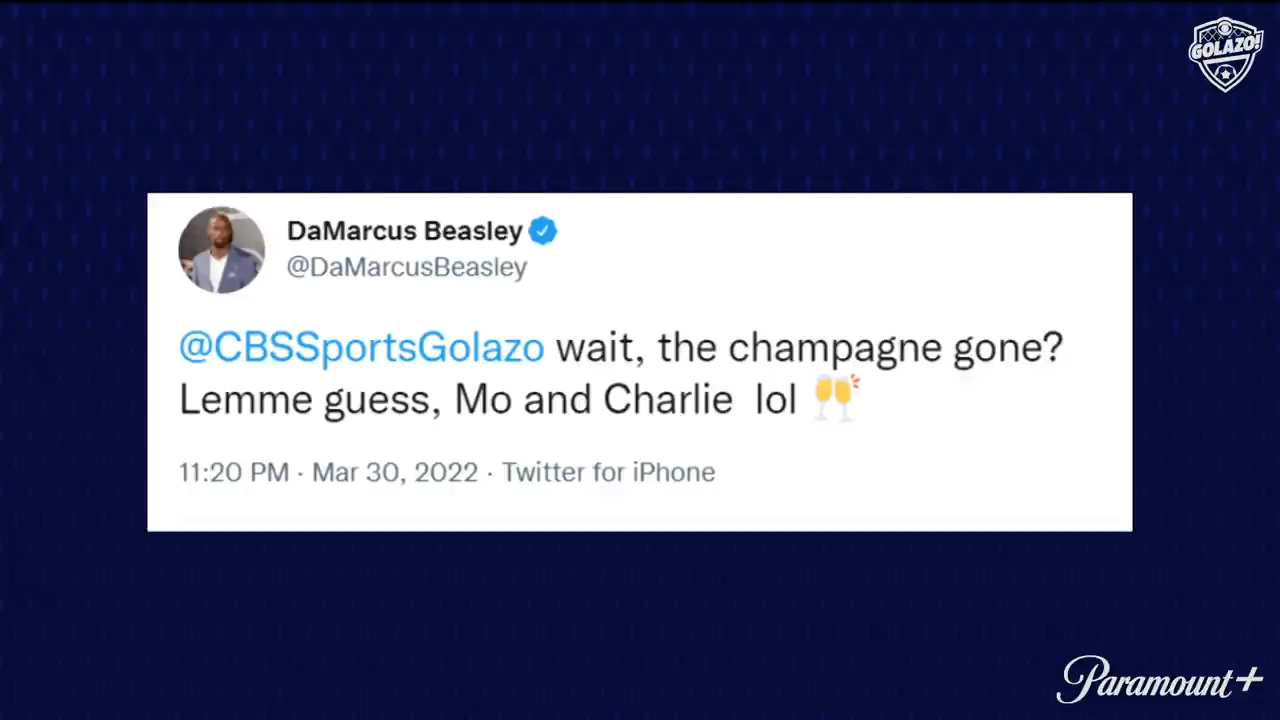 GOLAZO!
DaMarcus Beasley
@DaMarcusBeasley
@CBSSportsGolazo wait, the champagne gone?
Lemme guess, Mo and Charlie  lol 🥂
11:20 PM · Mar 30, 2022 · Twitter for iPhone
Paramount+